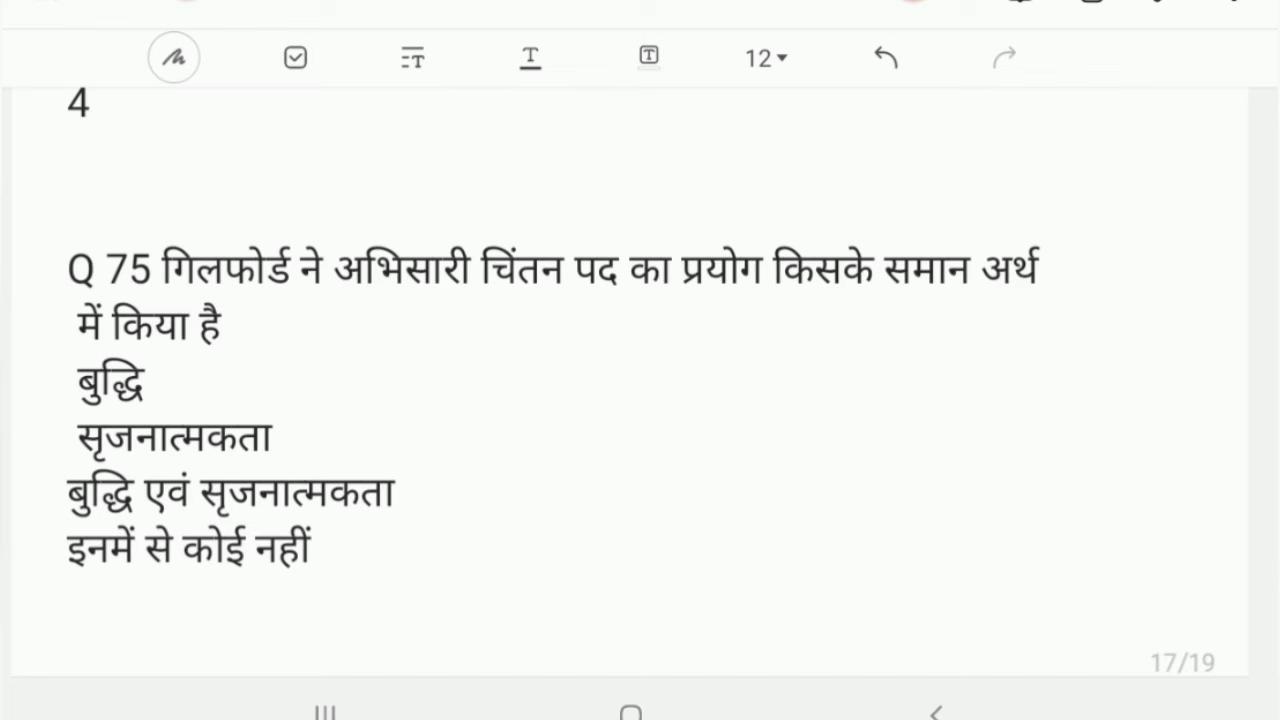 12
4
Q 75 गिलफोर्ड ने अभिसारी चिंतन पद का प्रयोग किसके समान अर्थ
में किया है
बुद्धि
सृजनात्मकता
बुद्धि एवं सृजनात्मकता
इनमें से कोई नहीं
17/19